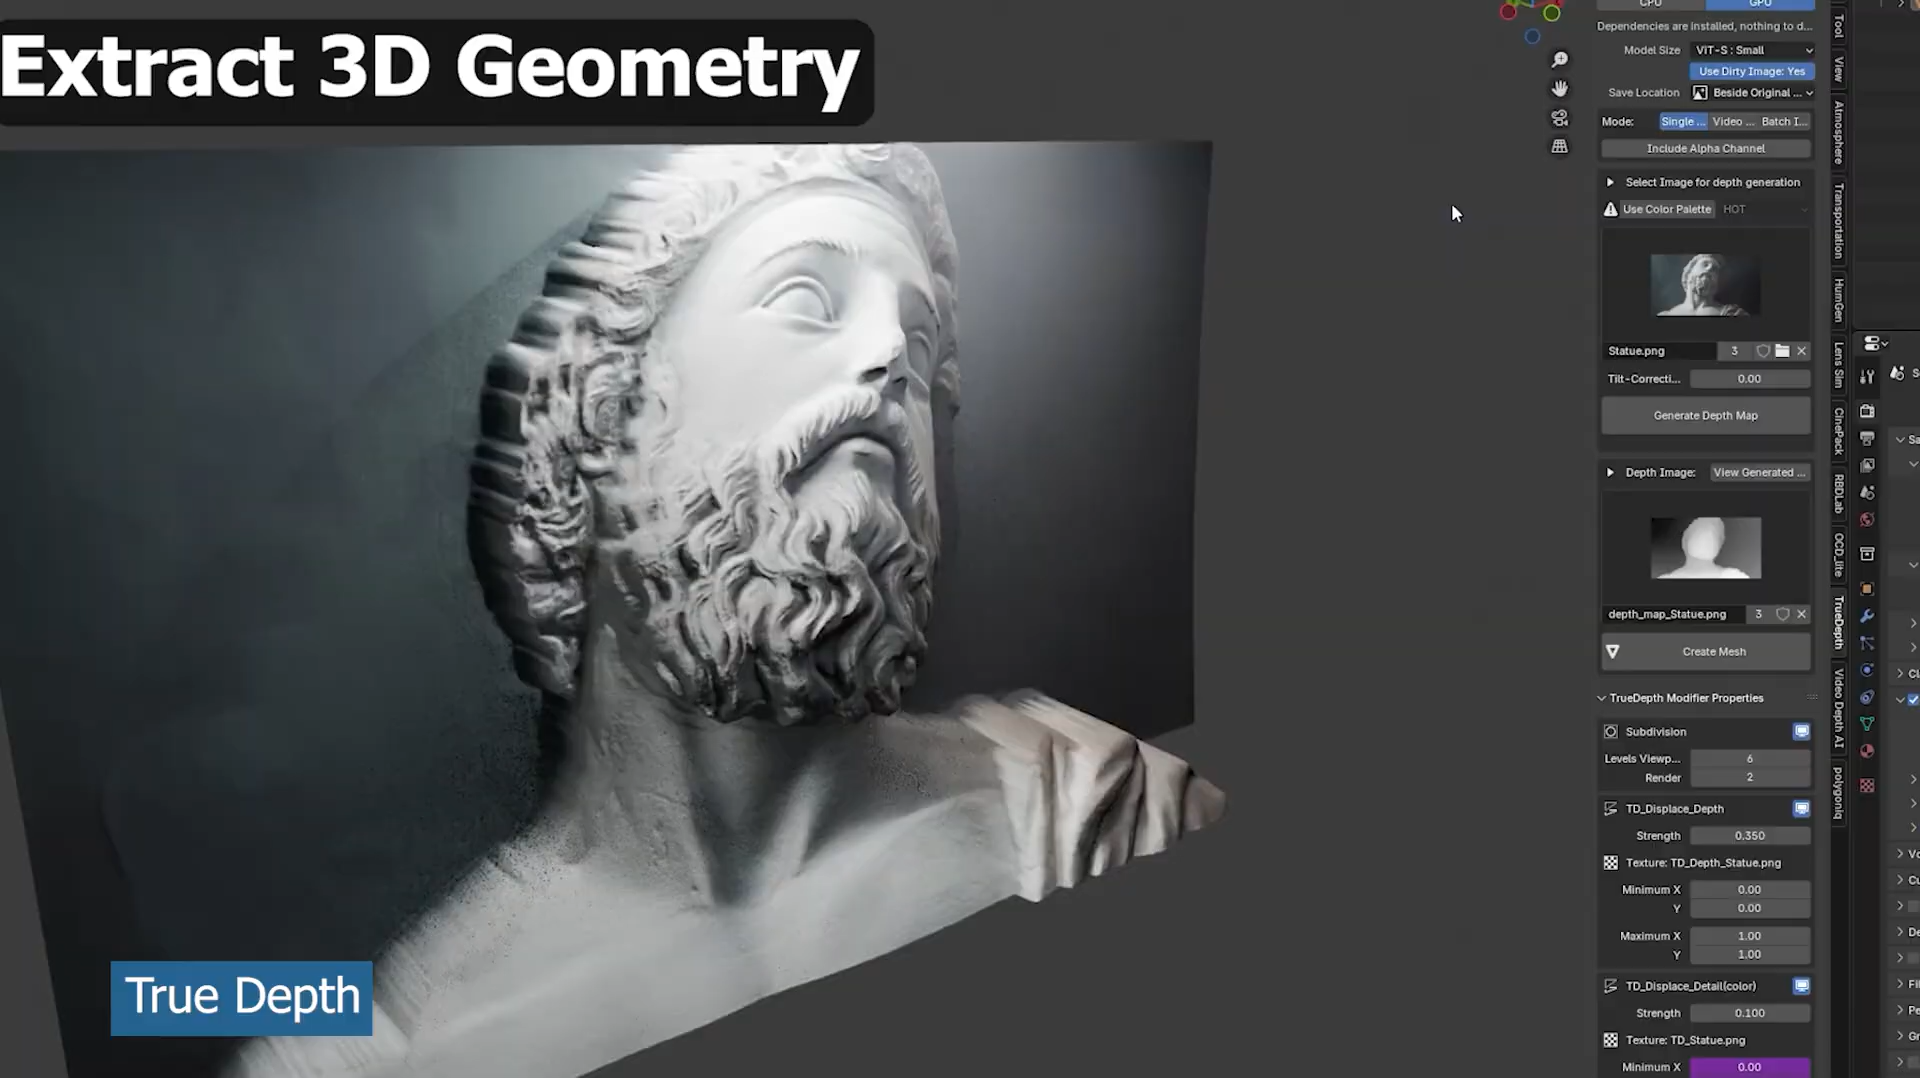 Extract 3D Geometry
True Depth
CPU GPU
Dependencies are installed, nothing to d...
Model Size ViT-S : Small
Use Dirty Image: Yes
Save Location Beside Original ...
Mode: Single ... Video ... Batch I...
Include Alpha Channel
Select Image for depth generation
Use Color Palette HOT
Statue.png 3
Tilt-Correcti... 0.00
Generate Depth Map
Depth Image: View Generated ...
depth_map_Statue.png 3
Create Mesh
TrueDepth Modifier Properties
Subdivision
Levels Viewp... 6
Render 2
TD_Displace_Depth
Strength 0.350
Texture: TD_Depth_Statue.png
Minimum X 0.00
Y 0.00
Maximum X 1.00
Y 1.00
TD_Displace_Detail(color)
Strength 0.100
Texture: TD_Statue.png
Minimum X 0.00
Tool
View
Atmosphere
Transportation
HumGen
Lens Sim
CinePack
RBDLab
OCD_lite
TrueDepth
Video Depth AI
polygoniq